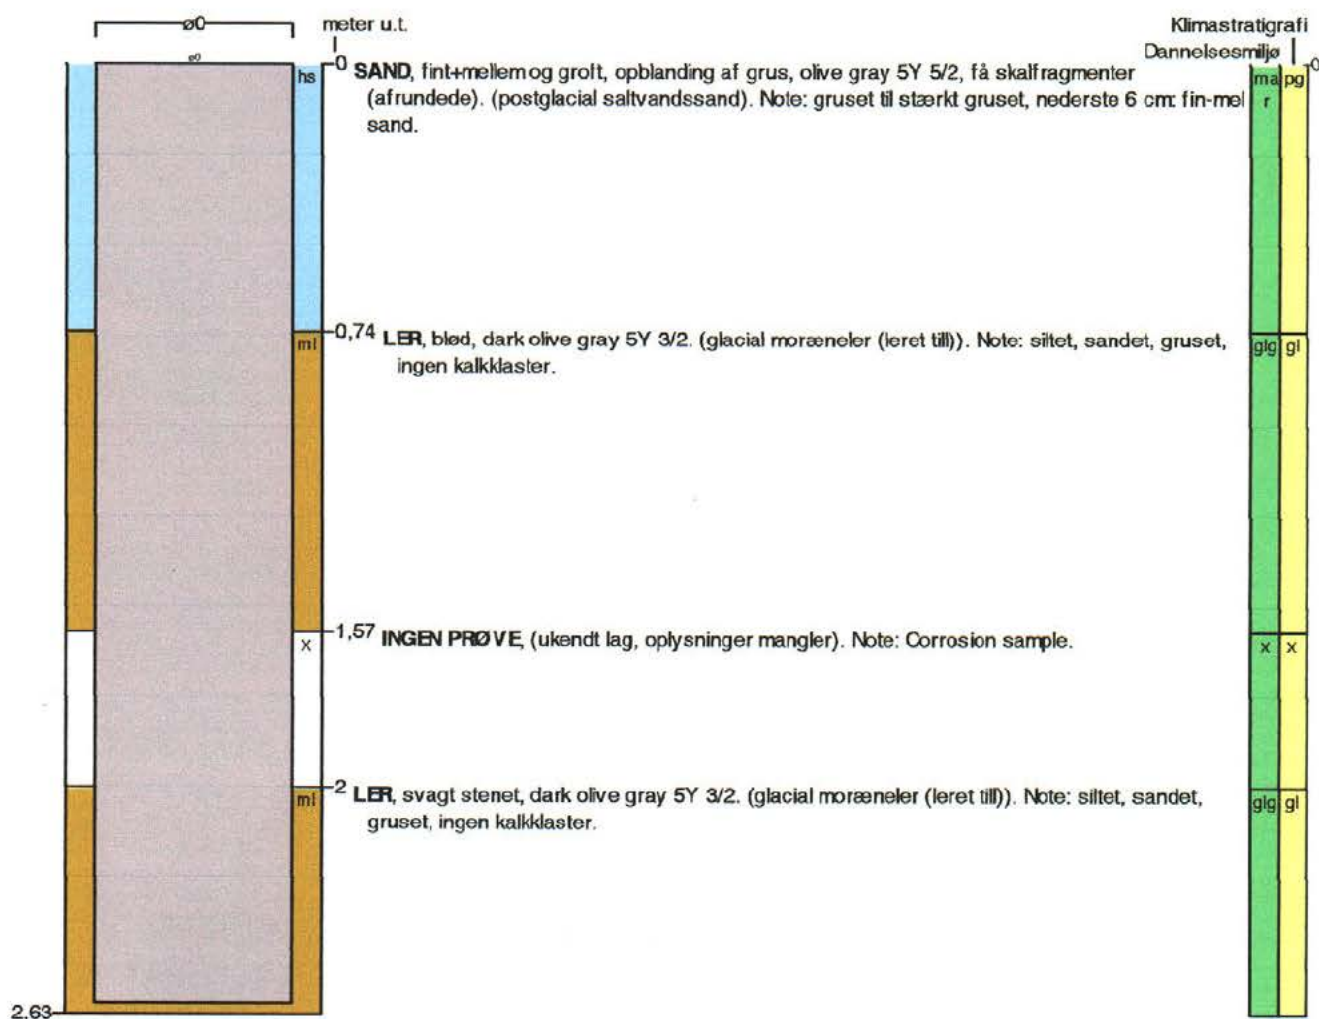 ø0 meter u.t. Klimastratigrafi
Dannelsesmiljø
ø0
0 SAND, fint+mellem og groft, opblanding af grus, olive gray 5Y 5/2, få skalfragmenter
(afrundede). (postglacial saltvandssand). Note: gruset til stærkt gruset, nederste 6 cm: fin-mel
sand.
hs
ma
r
pg
0
0,74 LER, blød, dark olive gray 5Y 3/2. (glacial moræneler (leret till)). Note: siltet, sandet, gruset,
ingen kalkklaster.
ml
glg gl
1,57 INGEN PRØVE, (ukendt lag, oplysninger mangler). Note: Corrosion sample.
x
x x
2 LER, svagt stenet, dark olive gray 5Y 3/2. (glacial moræneler (leret till)). Note: siltet, sandet,
gruset, ingen kalkklaster.
ml
glg gl
2,63